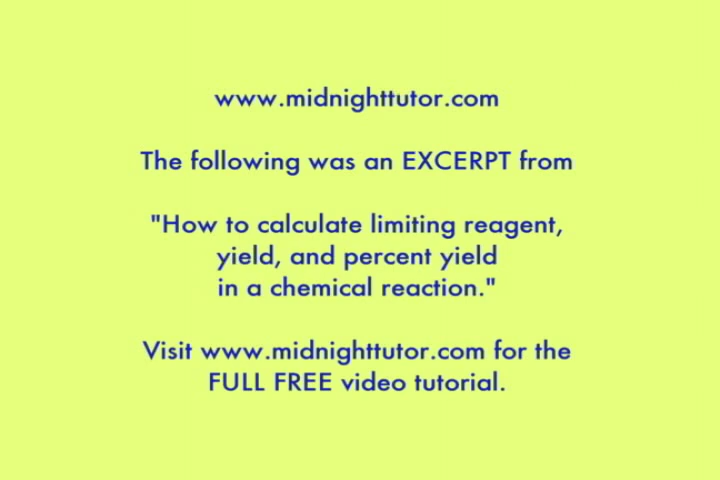 www.midnighttutor.com
The following was an EXCERPT from
"How to calculate limiting reagent,
yield, and percent yield
in a chemical reaction."
Visit www.midnighttutor.com for the
FULL FREE video tutorial.